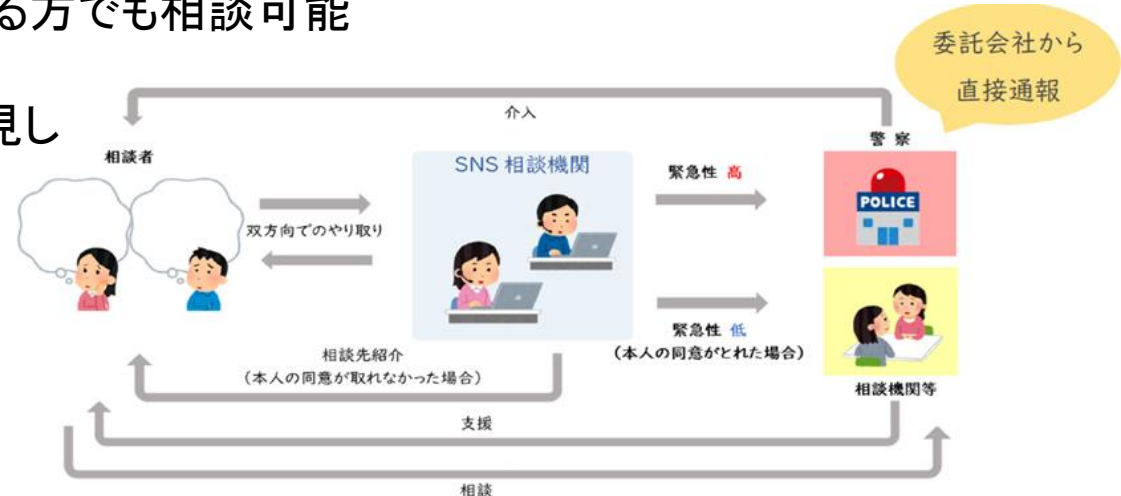 る方でも相談可能
見し
委託会社から
直接通報
介入
警察
相談者
SNS 相談機関
緊急性 高
POLICE
双方向でのやり取り
緊急性 低
(本人の同意がとれた場合)
相談先紹介
(本人の同意が取れなかった場合)
相談機関等
支援
相談